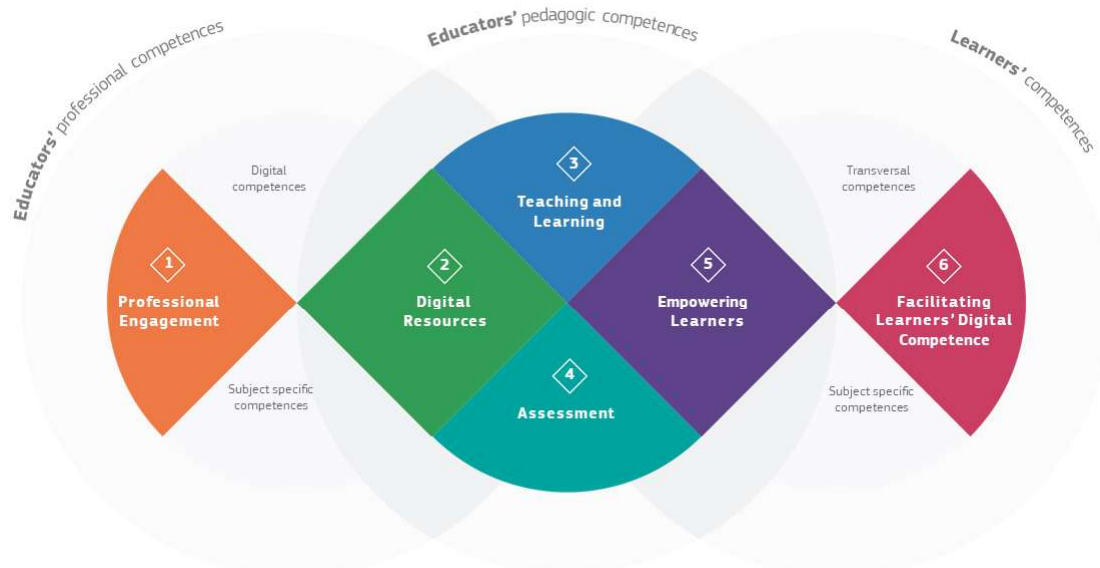 Educators' professional competences
Educators' pedagogic competences
Learners' competences
Digital
competences
Transversal
competences
3
Teaching and
Learning
1
Professional
Engagement
2
Digital
Resources
5
Empowering
Learners
6
Facilitating
Learners' Digital
Competence
4
Assessment
Subject specific
competences
Subject specific
competences